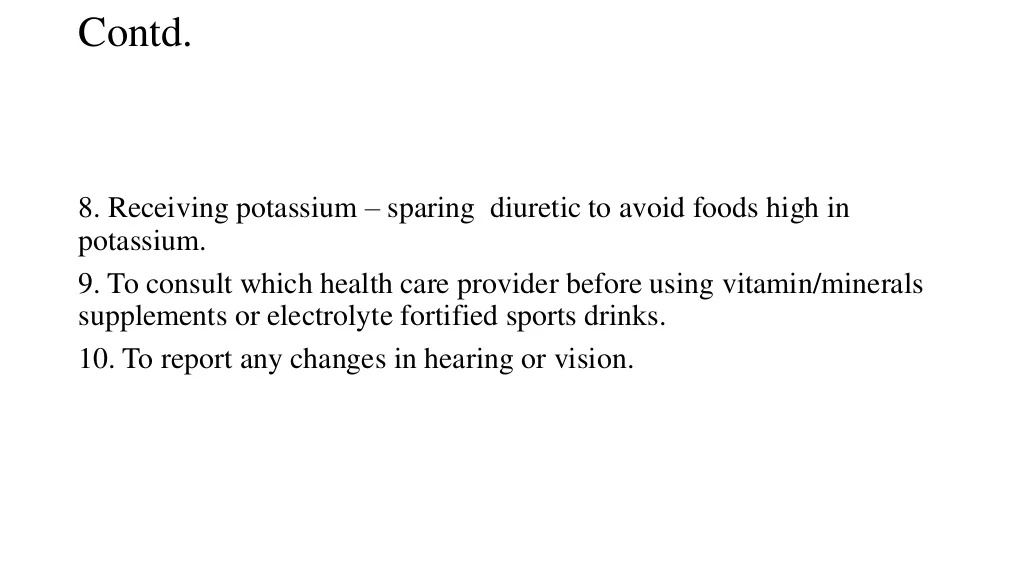 Contd.
8. Receiving potassium – sparing  diuretic to avoid foods high in
potassium.
9. To consult which health care provider before using vitamin/minerals
supplements or electrolyte fortified sports drinks.
10. To report any changes in hearing or vision.